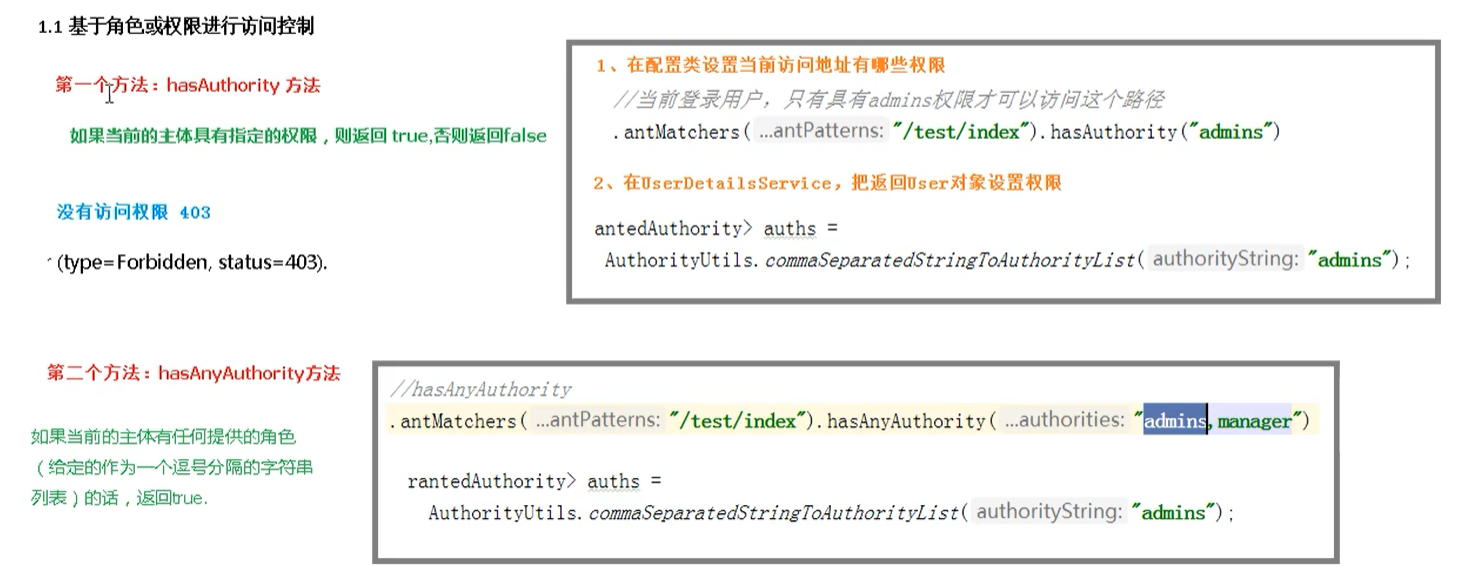 1.1 基于角色或权限进行访问控制
第一个方法：hasAuthority 方法
如果当前的主体具有指定的权限，则返回 true,否则返回false
没有访问权限 403
(type=Forbidden, status=403).
1、在配置类设置当前访问地址有哪些权限
//当前登录用户，只有具有admins权限才可以访问这个路径
.antMatchers( ...antPatterns: "/test/index").hasAuthority("admins")
2、在UserDetailsService，把返回User对象设置权限
antedAuthority> auths =
AuthorityUtils.commaSeparatedStringToAuthorityList( authorityString: "admins");
第二个方法：hasAnyAuthority方法
如果当前的主体有任何提供的角色
（给定的作为一个逗号分隔的字符串
列表）的话，返回true.
//hasAnyAuthority
.antMatchers( ...antPatterns: "/test/index").hasAnyAuthority( ...authorities: "admins,manager")
rantedAuthority> auths =
AuthorityUtils.commaSeparatedStringToAuthorityList( authorityString: "admins");